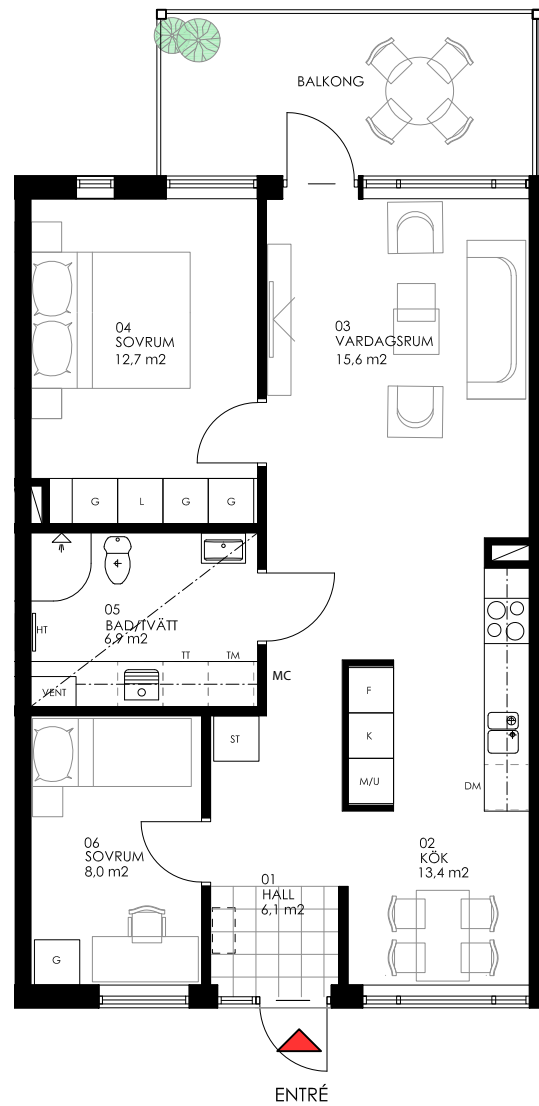 BALKONG
04
SOVRUM
12,7 m2
03
VARDAGSRUM
15,6 m2
G
L
G
G
05
BAD/TVÄTT
6,9 m2
HT
TT
TM
VENT
MC
F
K
M/U
ST
DM
06
SOVRUM
8,0 m2
01
HALL
6,1 m2
02
KÖK
13,4 m2
G
ENTRÉ